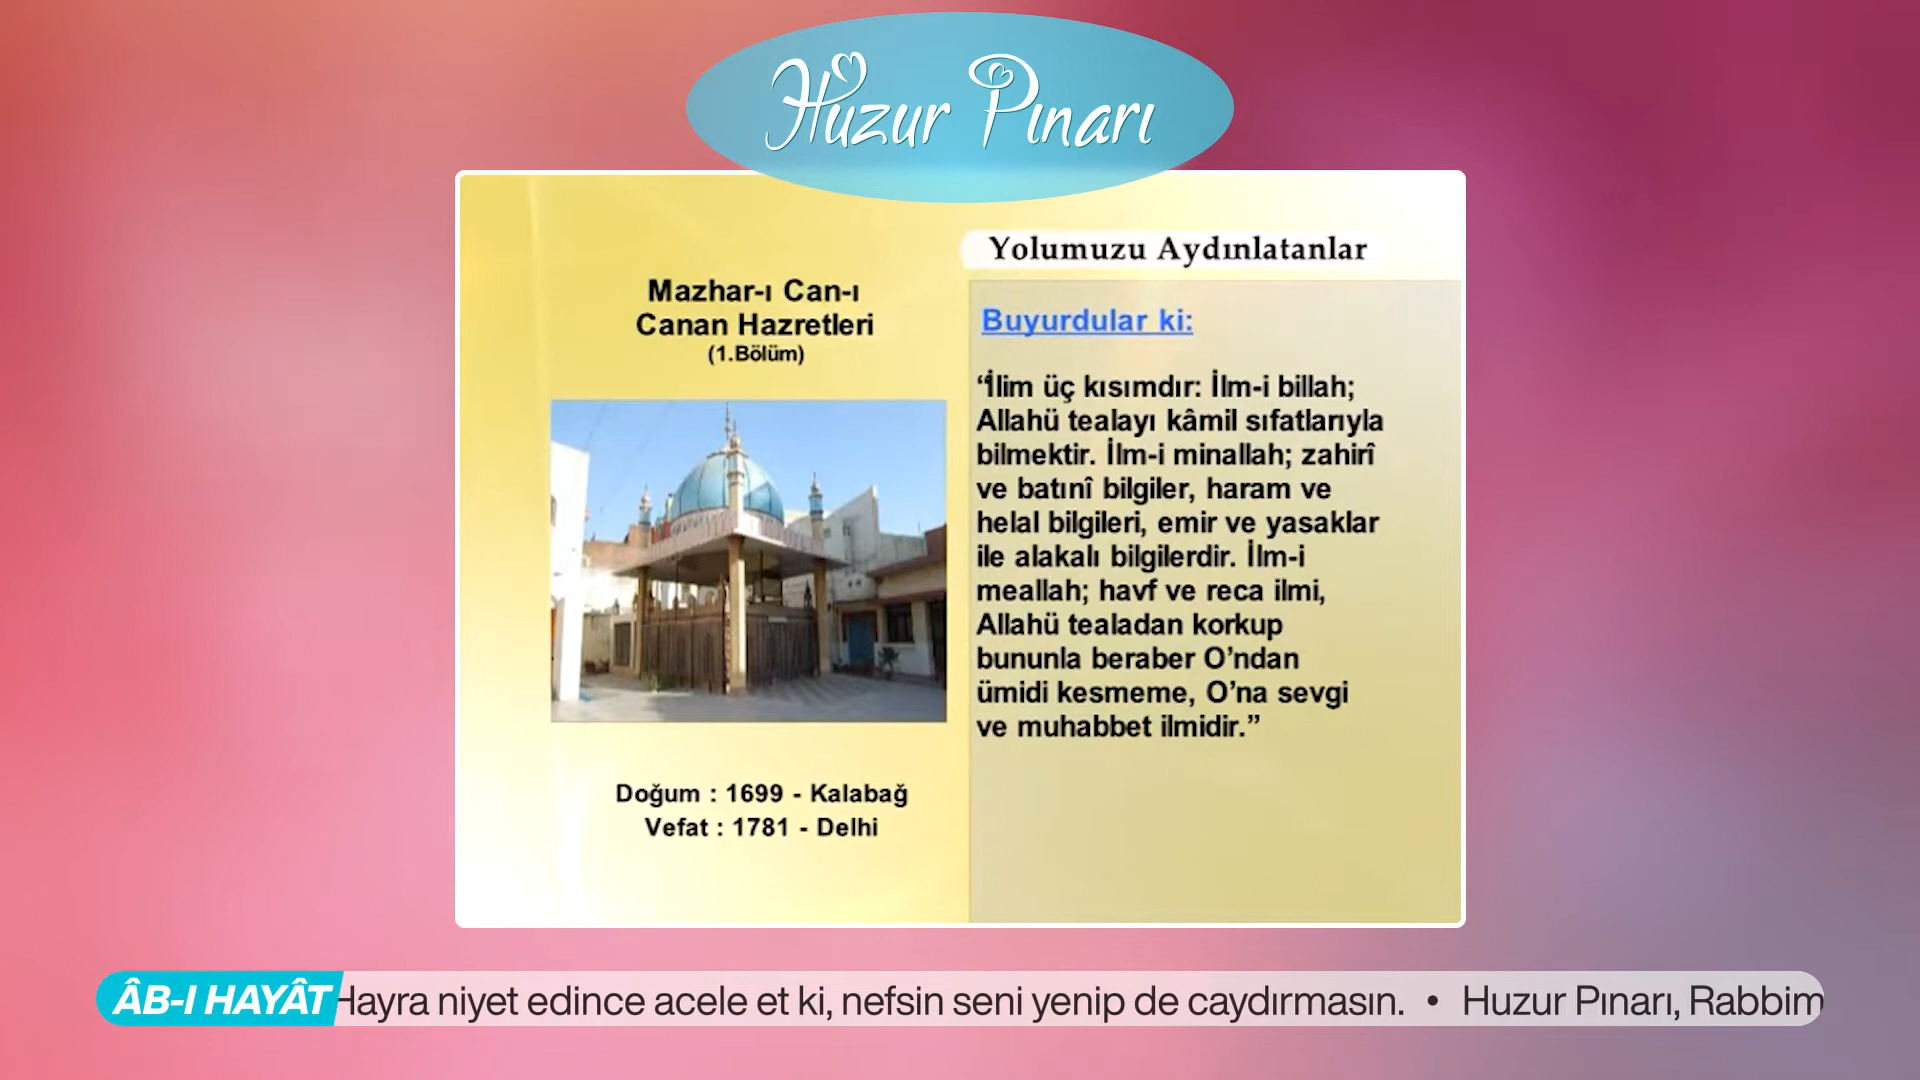 Huzur Pınarı
Yolumuzu Aydınlatanlar
Mazhar-ı Can-ı
Canan Hazretleri
(1.Bölüm)
Doğum : 1699 - Kalabağ
Vefat : 1781 - Delhi
Buyurdular ki:
“İlim üç kısımdır: İlm-i billah;
Allahü tealayı kâmil sıfatlarıyla
bilmektir. İlm-i minallah; zahirî
ve batınî bilgiler, haram ve
helal bilgileri, emir ve yasaklar
ile alakalı bilgilerdir. İlm-i
meallah; havf ve reca ilmi,
Allahü tealadan korkup
bununla beraber O’ndan
ümidi kesmeme, O’na sevgi
ve muhabbet ilmidir.”
ÂB-I HAYÂT
Hayra niyet edince acele et ki, nefsin seni yenip de caydırmasın. • Huzur Pınarı, Rabbim